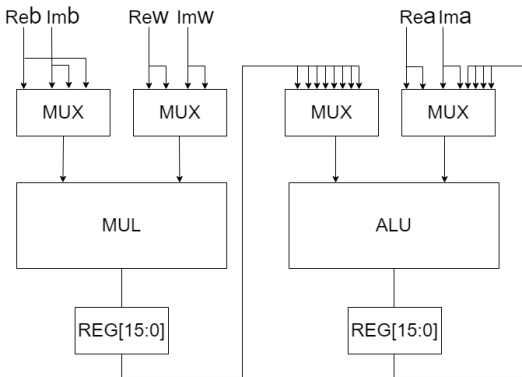 Reb Imb Rew Imw Rea Ima
MUX MUX MUX MUX
MUL ALU
REG[15:0] REG[15:0]